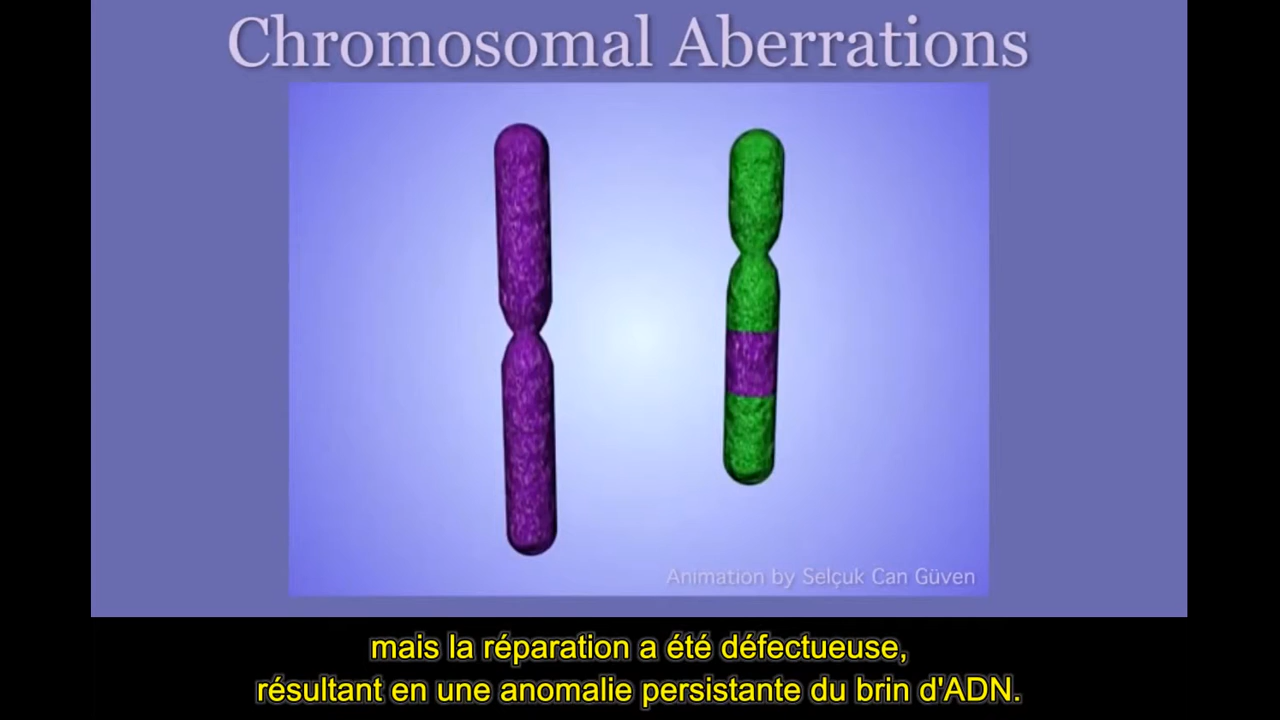 Chromosomal Aberrations
Animation by Selçuk Can Güven
mais la réparation a été défectueuse,
résultant en une anomalie persistante du brin d'ADN.